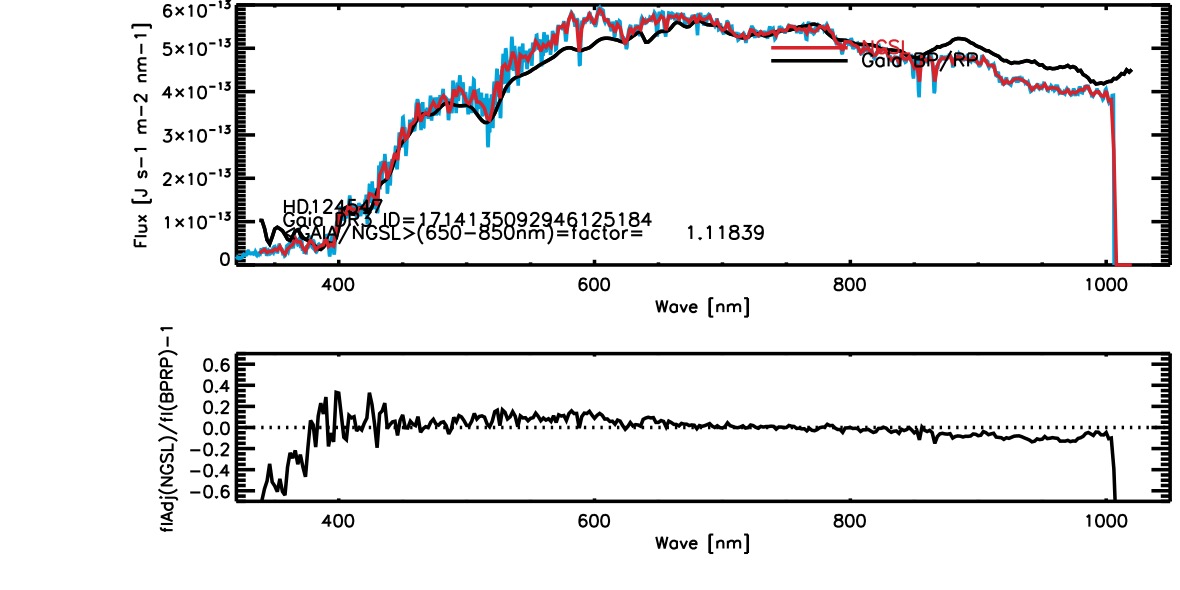 6×10−13
5×10−13
4×10−13
3×10−13
2×10−13
1×10−13
0
Flux [J s−1 m−2 nm−1]
NGSL
Gaia BP/RP
HD124547
Gaia DR3 ID=1714135092946125184
<GAIA/NGSL>(650−850nm)=factor= 1.11839
400 600 800 1000
Wave [nm]
flAdj(NGSL)/fl(BPRP)−1
0.6
0.4
0.2
0.0
−0.2
−0.4
−0.6
400 600 800 1000
Wave [nm]